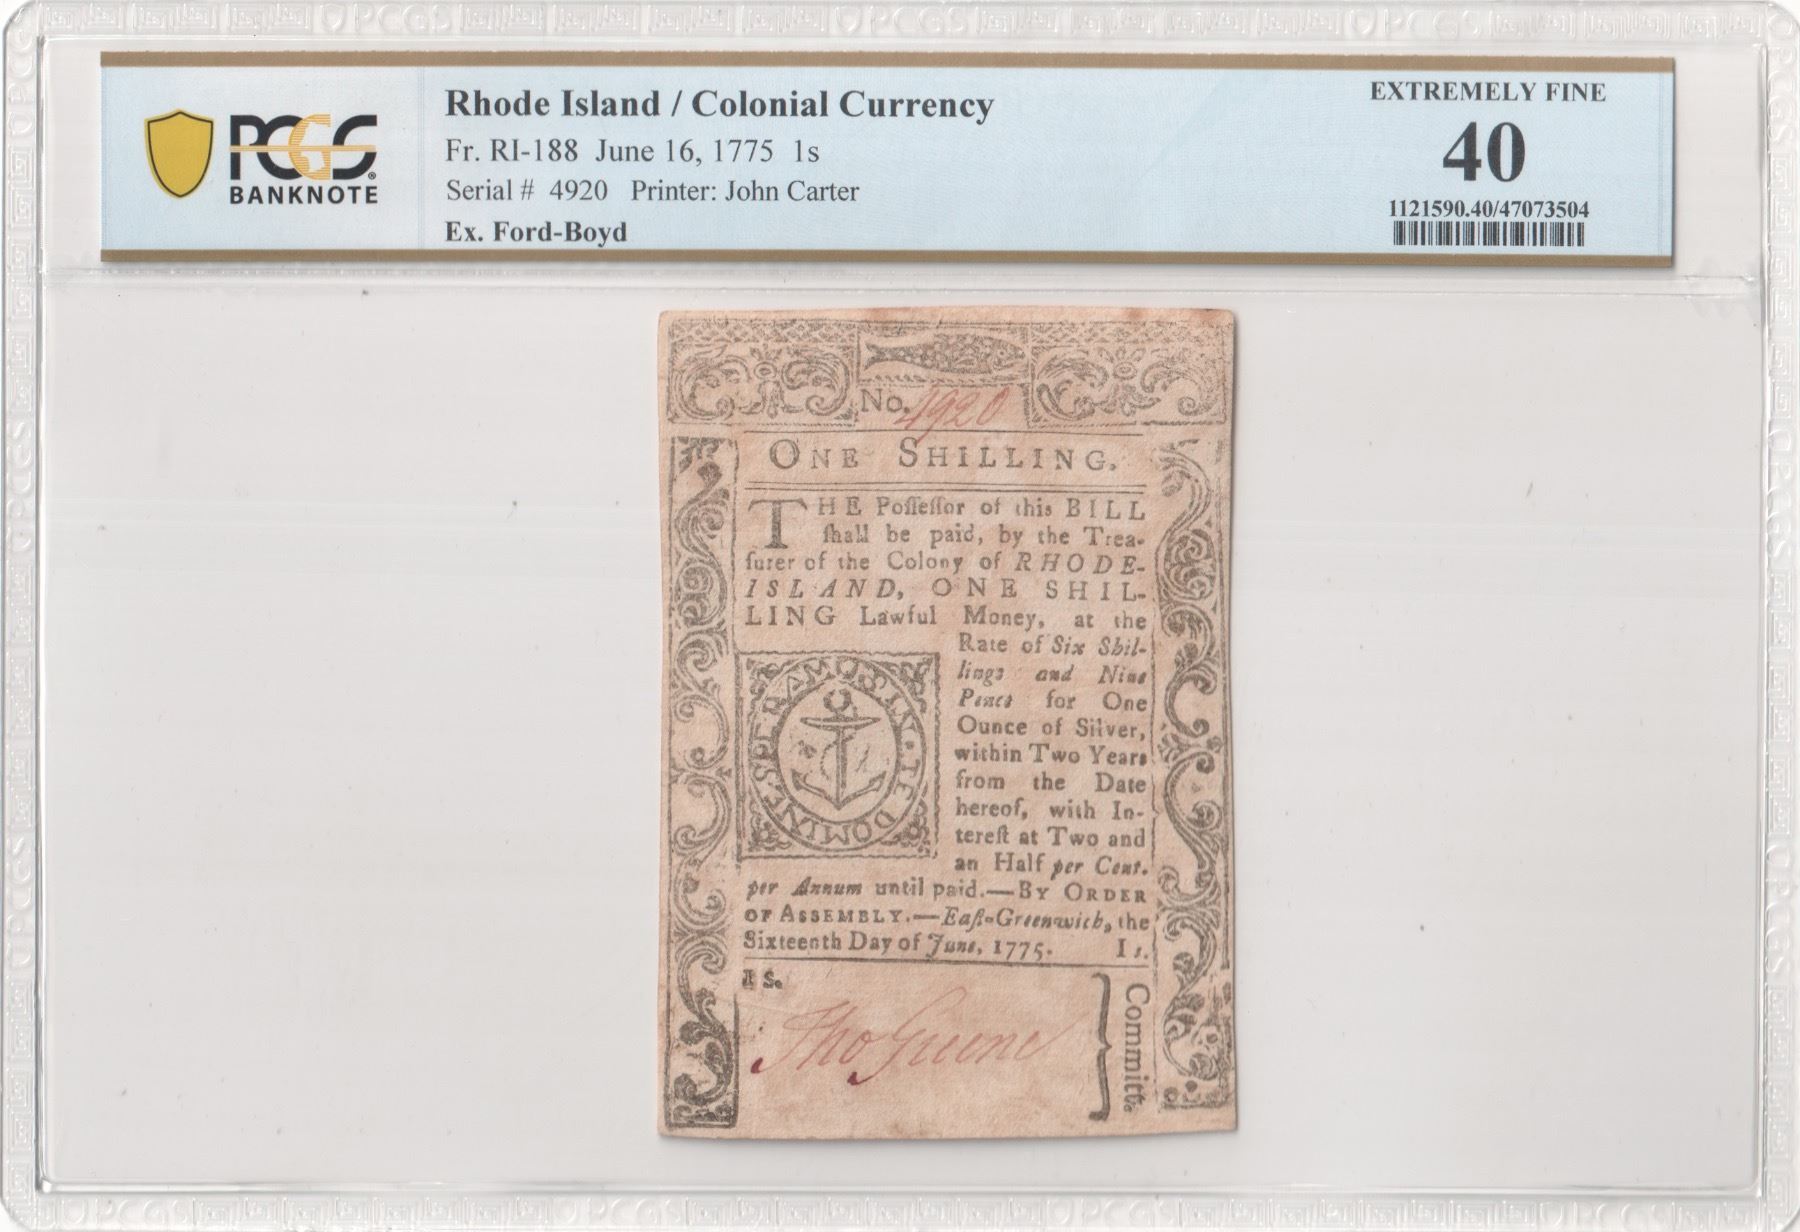 PCGS
BANKNOTE
Rhode Island / Colonial Currency
Fr. RI-188 June 16, 1775 1s
Serial # 4920 Printer: John Carter
Ex. Ford-Boyd
EXTREMELY FINE
40
1121590.40/47073504
No. 4920
ONE SHILLING.
THE Poſſeſſor of this BILL
ſhall be paid, by the Trea-
ſurer of the Colony of RHODE-
ISLAND, ONE SHIL-
LING Lawful Money, at the
Rate of Six Shil-
lings and Nine
Pence for One
Ounce of Silver,
within Two Years
from the Date
hereof, with In-
tereſt at Two and
an Half per Cent.
per Annum until paid.—BY ORDER
OF ASSEMBLY.—Eaſt-Greenwich, the
Sixteenth Day of June, 1775. I s.
SPERAMUS IN TE DOMINE
I S.
Tho Greene
Committ.